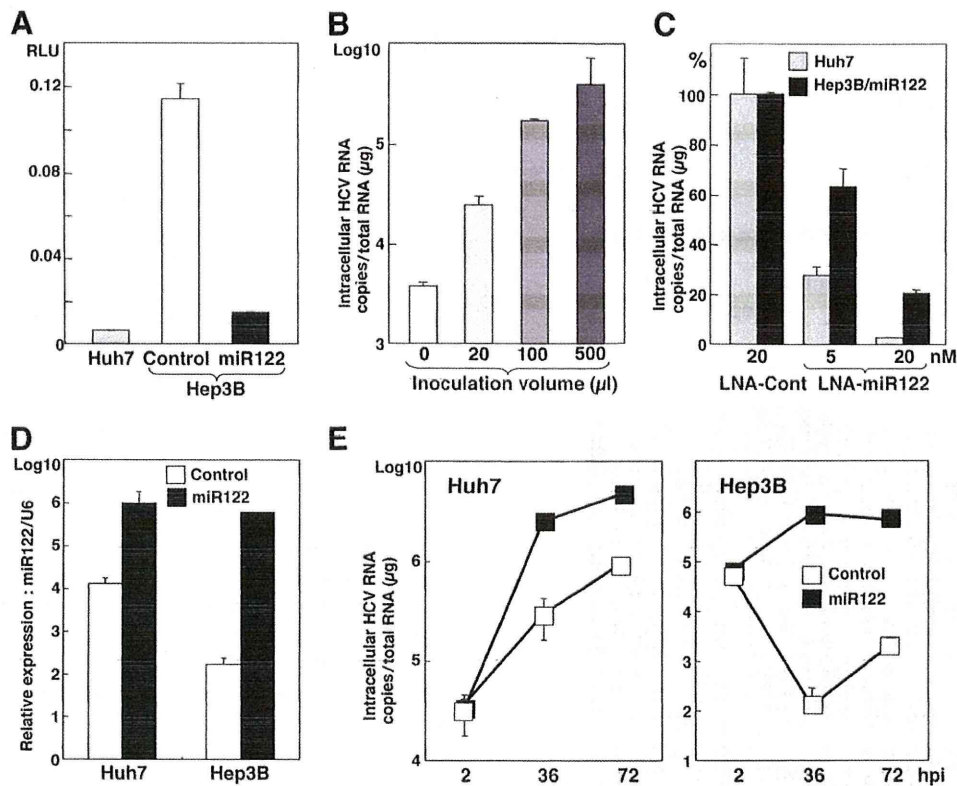 A
RLU
0.12
0.08
0.04
0
Huh7 Control miR122
Hep3B
B
Log10
5
4
3
Intracellular HCV RNA
copies/total RNA (µg)
0 20 100 500
Inoculation volume (µl)
C
%
100
80
60
40
20
0
Intracellular HCV RNA
copies/total RNA (µg)
Huh7
Hep3B/miR122
20 5 20 nM
LNA-Cont LNA-miR122
D
Log10
6
5
4
3
2
1
0
Relative expression : miR122/U6
Control
miR122
Huh7 Hep3B
E
Log10
6
5
4
Intracellular HCV RNA
copies/total RNA (µg)
Huh7
2 36 72
Hep3B
6
5
4
3
2
1
Control
miR122
2 36 72 hpi